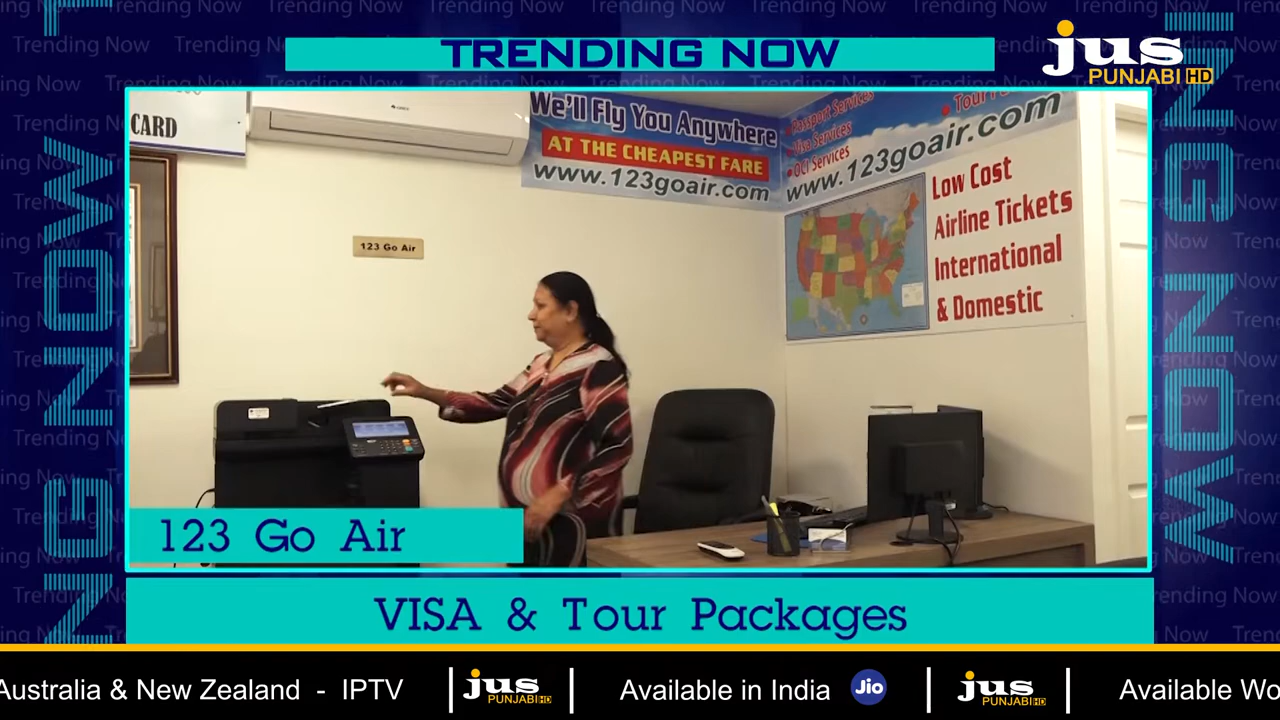 TRENDING NOW
jus
PUNJABI HD
CARD
We'll Fly You Anywhere
AT THE CHEAPEST FARE
www.123goair.com
Passport Services
Visa Services
OCI Services
www.123goair.com
Low Cost
Airline Tickets
International
& Domestic
123 Go Air
123 Go Air
VISA & Tour Packages
Australia & New Zealand - IPTV
jus
PUNJABI HD
Available in India
Jio
jus
PUNJABI HD
Available Wo